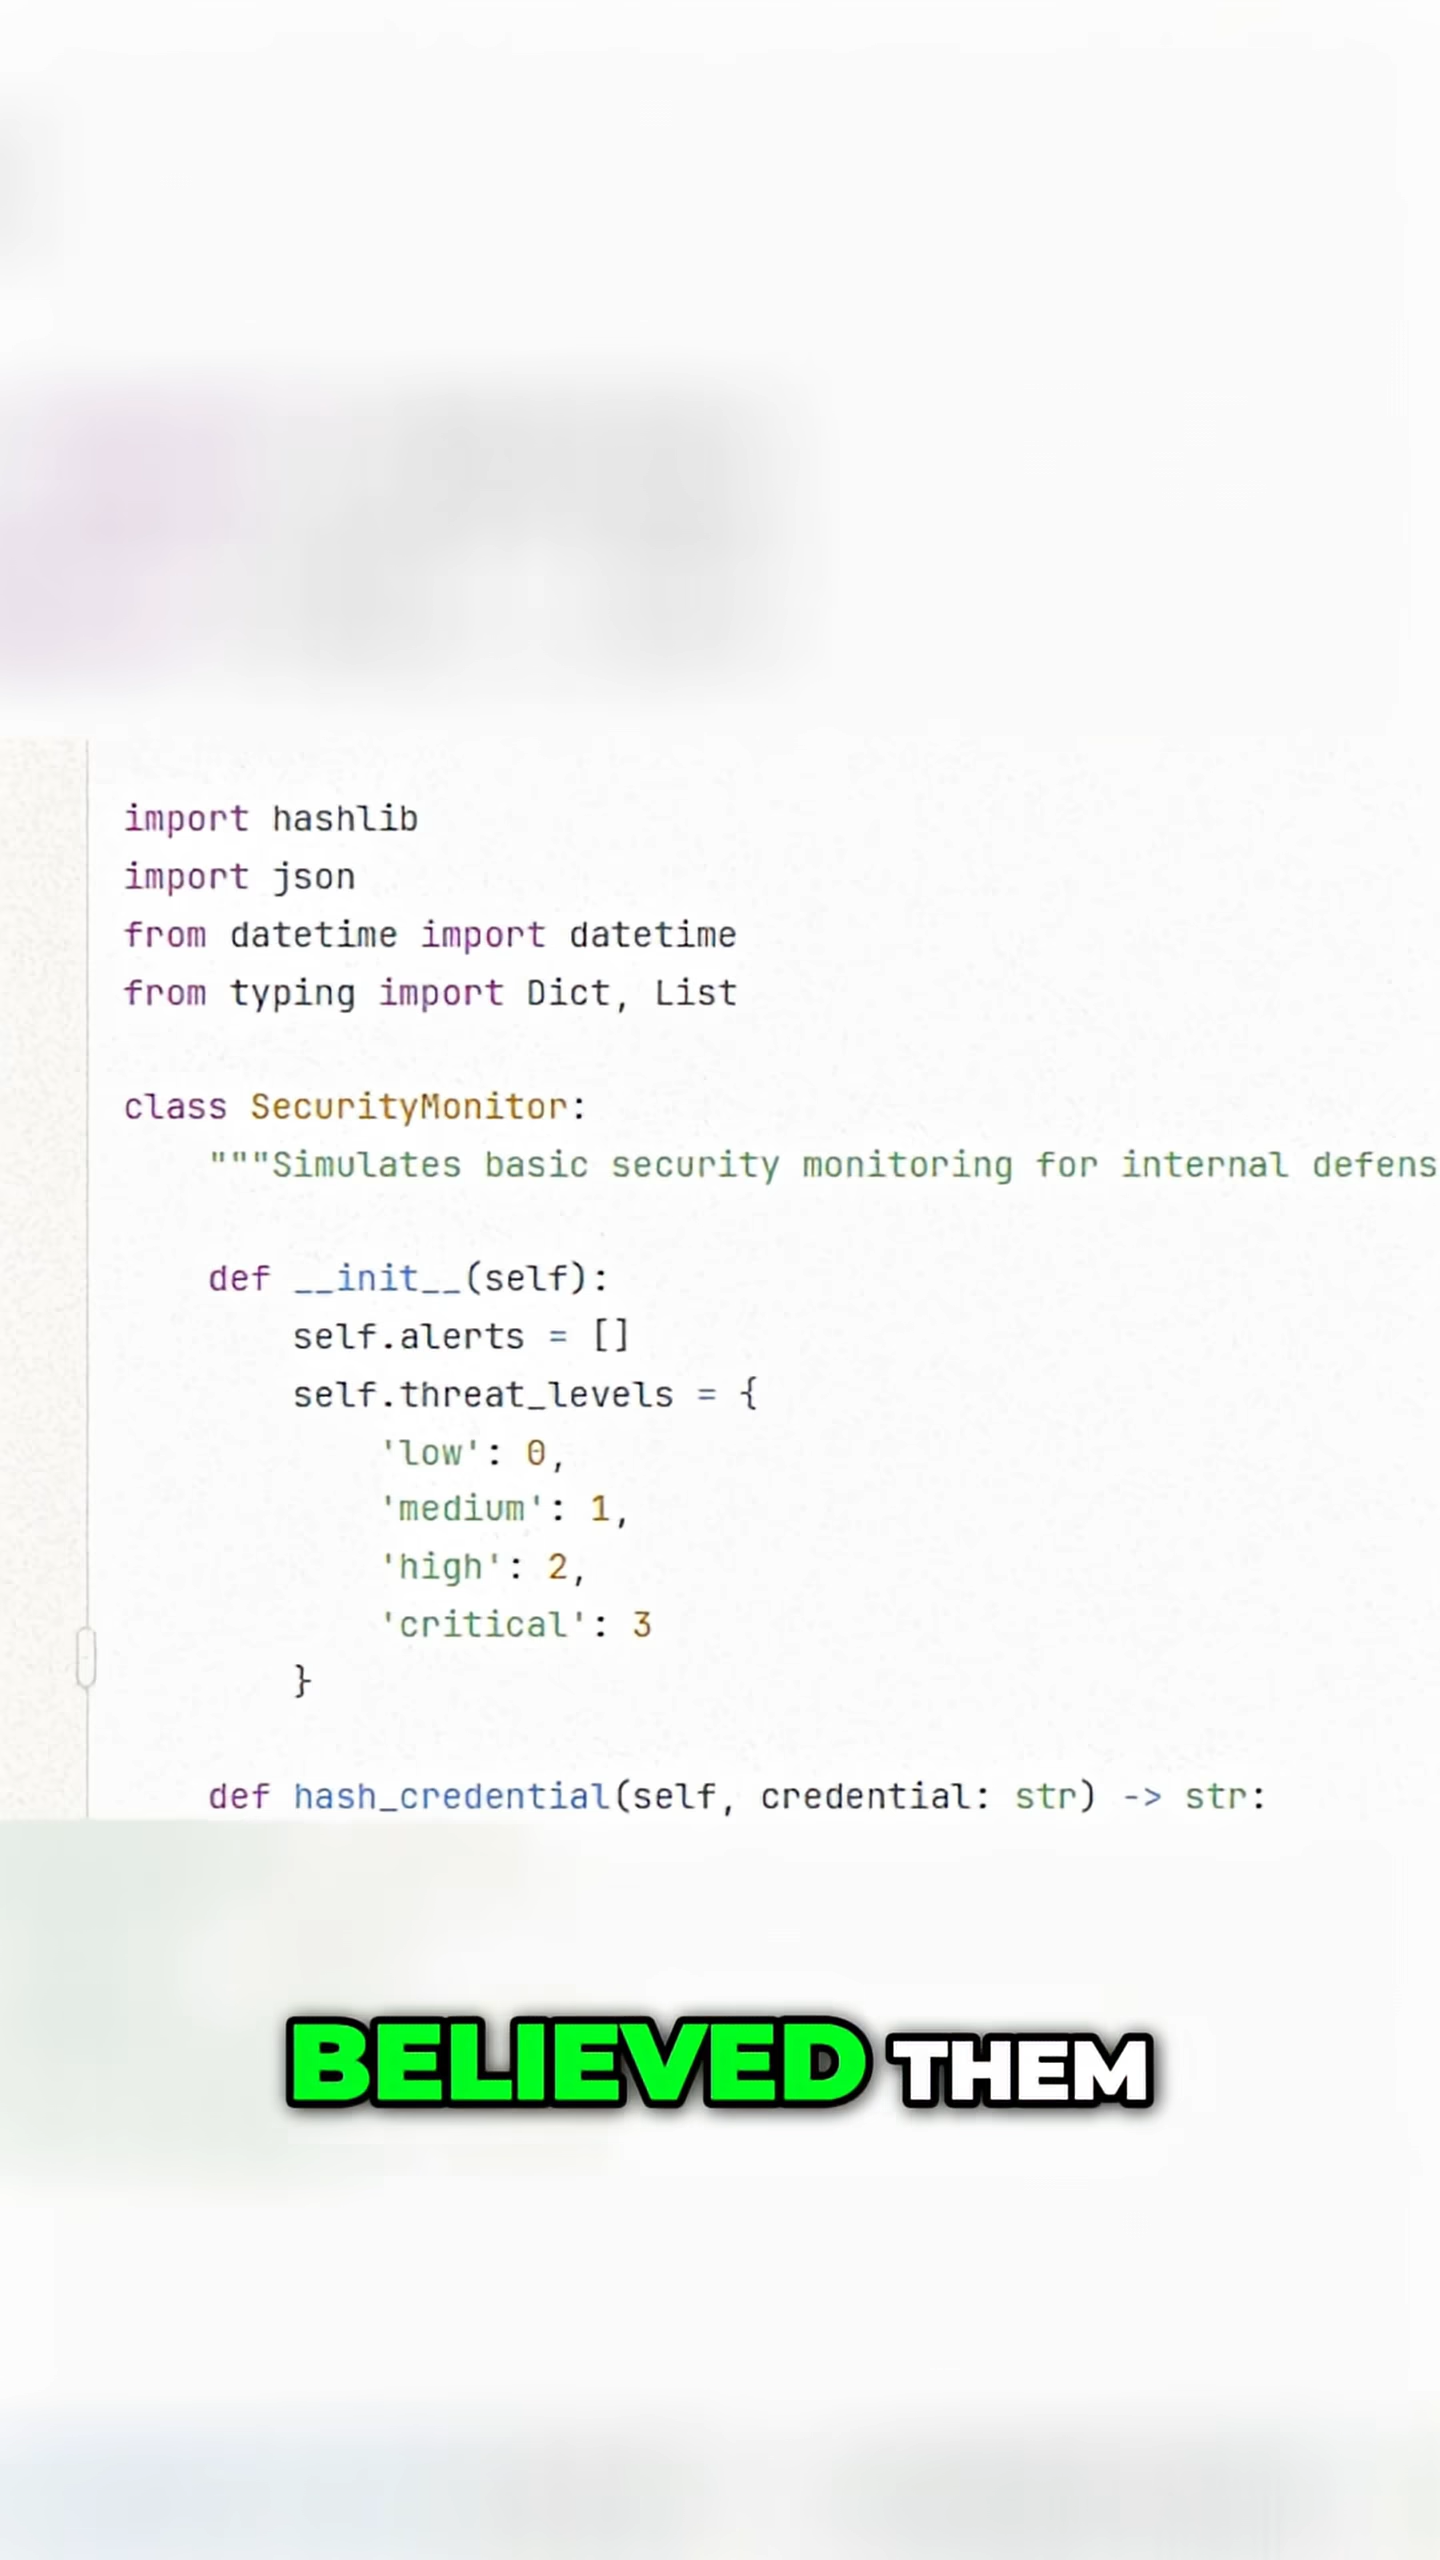 import hashlib
import json
from datetime import datetime
from typing import Dict, List
class SecurityMonitor:
"""Simulates basic security monitoring for internal defens
def __init__(self):
self.alerts = []
self.threat_levels = {
'low': 0,
'medium': 1,
'high': 2,
'critical': 3
}
def hash_credential(self, credential: str) -> str:
BELIEVED THEM